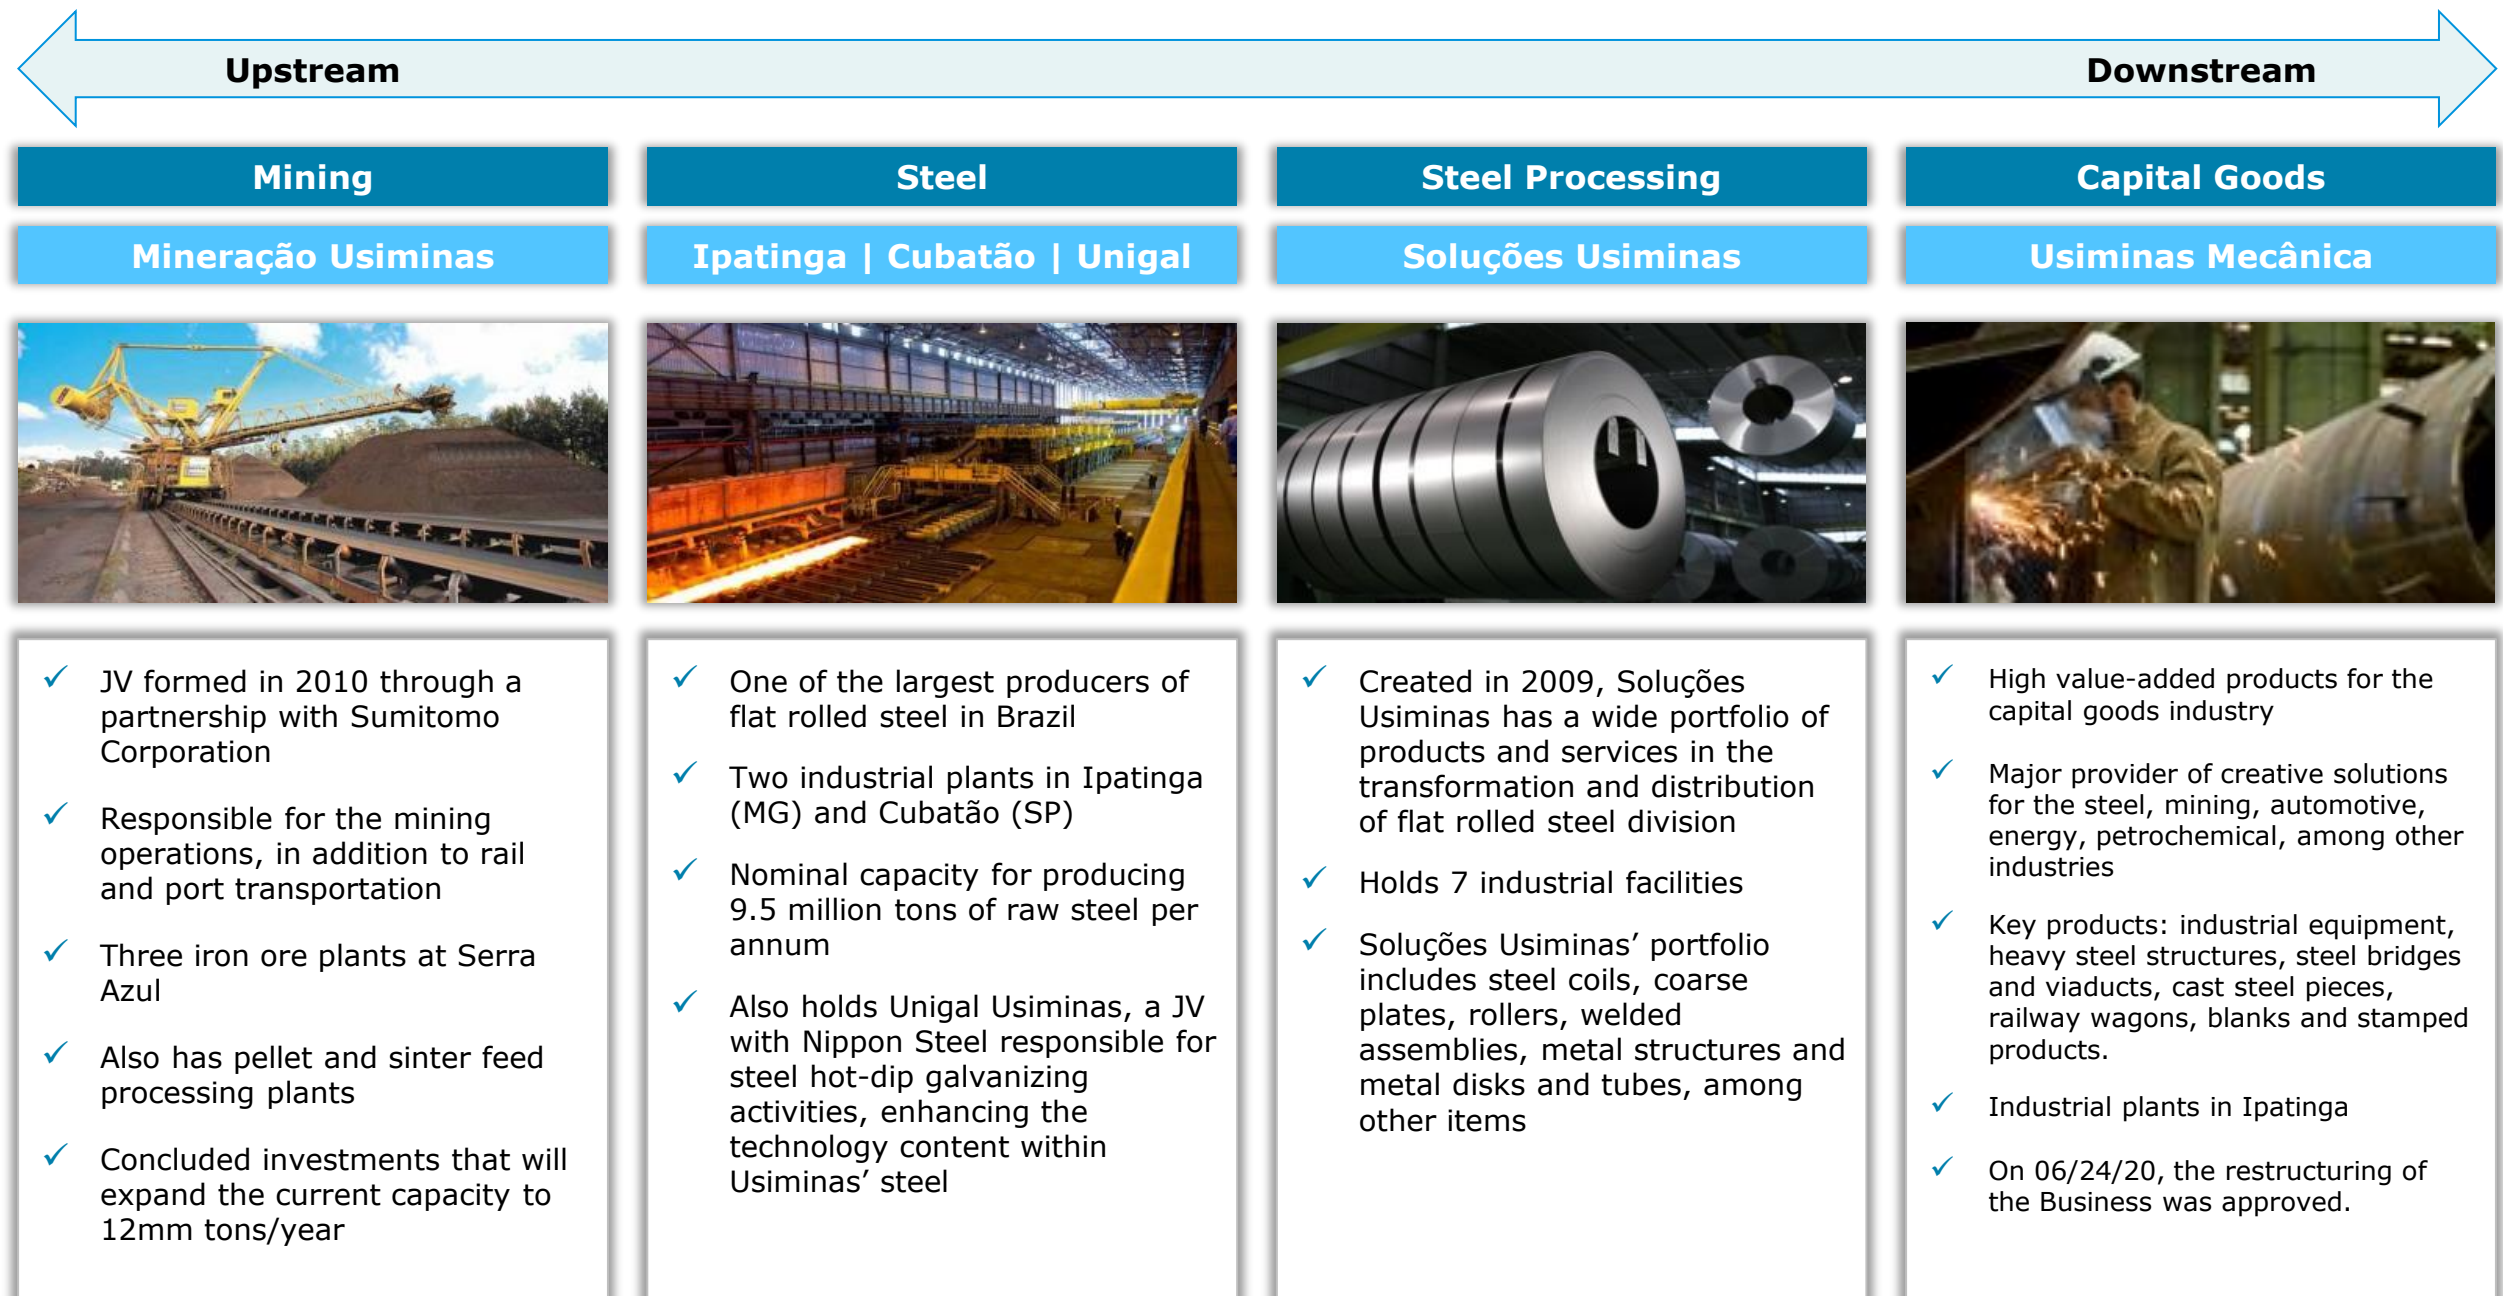 Upstream
Downstream
Mining
Steel
Steel Processing
Capital Goods
Mineração Usiminas
Ipatinga | Cubatão | Unigal
Soluções Usiminas
Usiminas Mecânica
JV formed in 2010 through a
partnership with Sumitomo
Corporation
Responsible for the mining
operations, in addition to rail
and port transportation
Three iron ore plants at Serra
Azul
Also has pellet and sinter feed
processing plants
Concluded investments that will
expand the current capacity to
12mm tons/year
One of the largest producers of
flat rolled steel in Brazil
Two industrial plants in Ipatinga
(MG) and Cubatão (SP)
Nominal capacity for producing
9.5 million tons of raw steel per
annum
Also holds Unigal Usiminas, a JV
with Nippon Steel responsible for
steel hot-dip galvanizing
activities, enhancing the
technology content within
Usiminas’ steel
Created in 2009, Soluções
Usiminas has a wide portfolio of
products and services in the
transformation and distribution
of flat rolled steel division
Holds 7 industrial facilities
Soluções Usiminas’ portfolio
includes steel coils, coarse
plates, rollers, welded
assemblies, metal structures and
metal disks and tubes, among
other items
High value-added products for the
capital goods industry
Major provider of creative solutions
for the steel, mining, automotive,
energy, petrochemical, among other
industries
Key products: industrial equipment,
heavy steel structures, steel bridges
and viaducts, cast steel pieces,
railway wagons, blanks and stamped
products.
Industrial plants in Ipatinga
On 06/24/20, the restructuring of
the Business was approved.